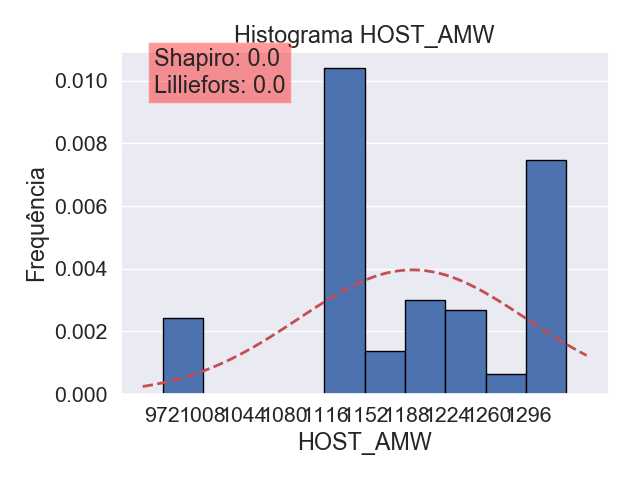 Histograma HOST_AMW
Shapiro: 0.0
Lilliefors: 0.0
0.010
0.008
0.006
0.004
0.002
0.000
Frequência
972 1008 1044 1080 1116 1152 1188 1224 1260 1296
HOST_AMW